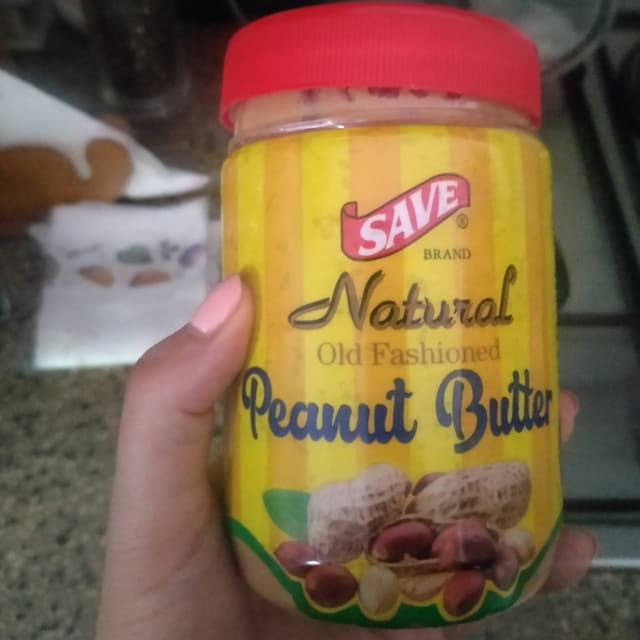 SAVE ®
BRAND
Natural
Old Fashioned
Peanut Butter